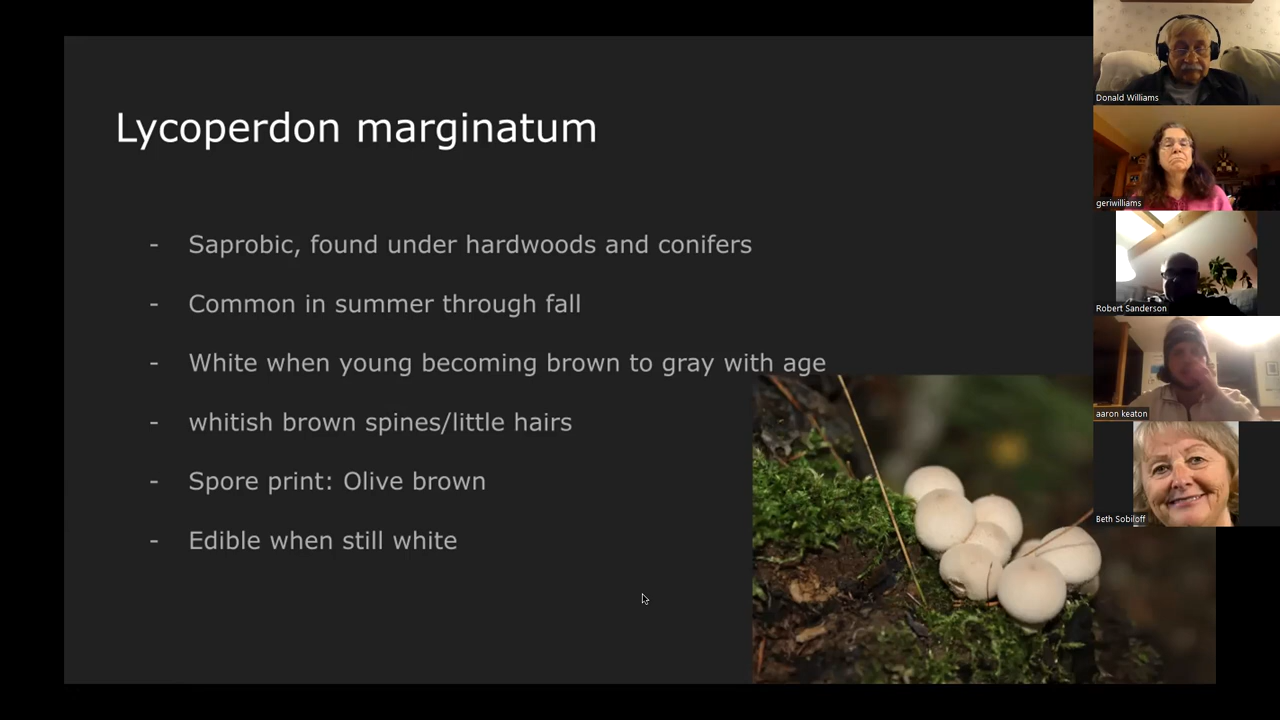 Lycoperdon marginatum
- Saprobic, found under hardwoods and conifers
- Common in summer through fall
- White when young becoming brown to gray with age
- whitish brown spines/little hairs
- Spore print: Olive brown
- Edible when still white
Donald Williams
geriwilliams
Robert Sanderson
aaron keaton
Beth Sobiloff